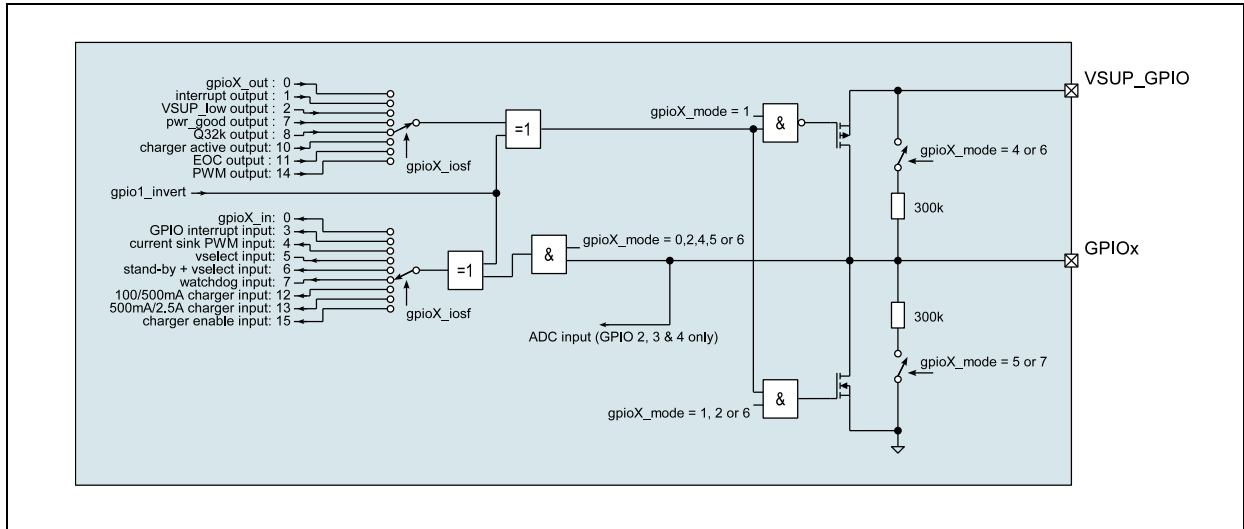 VSUP_GPIO
gpioX_out : 0
interrupt output : 1
VSUP_low output : 2
pwr_good output : 7
Q32k output : 8
charger active output: 10
EOC output : 11
PWM output: 14
gpioX_iosf
=1
gpioX_mode = 1
&
gpioX_mode = 4 or 6
300k
gpio1_invert
gpioX_in: 0
GPIO interrupt input: 3
current sink PWM input: 4
vselect input: 5
stand-by + vselect input: 6
watchdog input: 7
100/500mA charger input: 12
500mA/2.5A charger input: 13
charger enable input: 15
gpioX_iosf
=1
&
gpioX_mode = 0,2,4,5 or 6
GPIOx
ADC input (GPIO 2, 3 & 4 only)
300k
gpioX_mode = 5 or 7
&
gpioX_mode = 1, 2 or 6